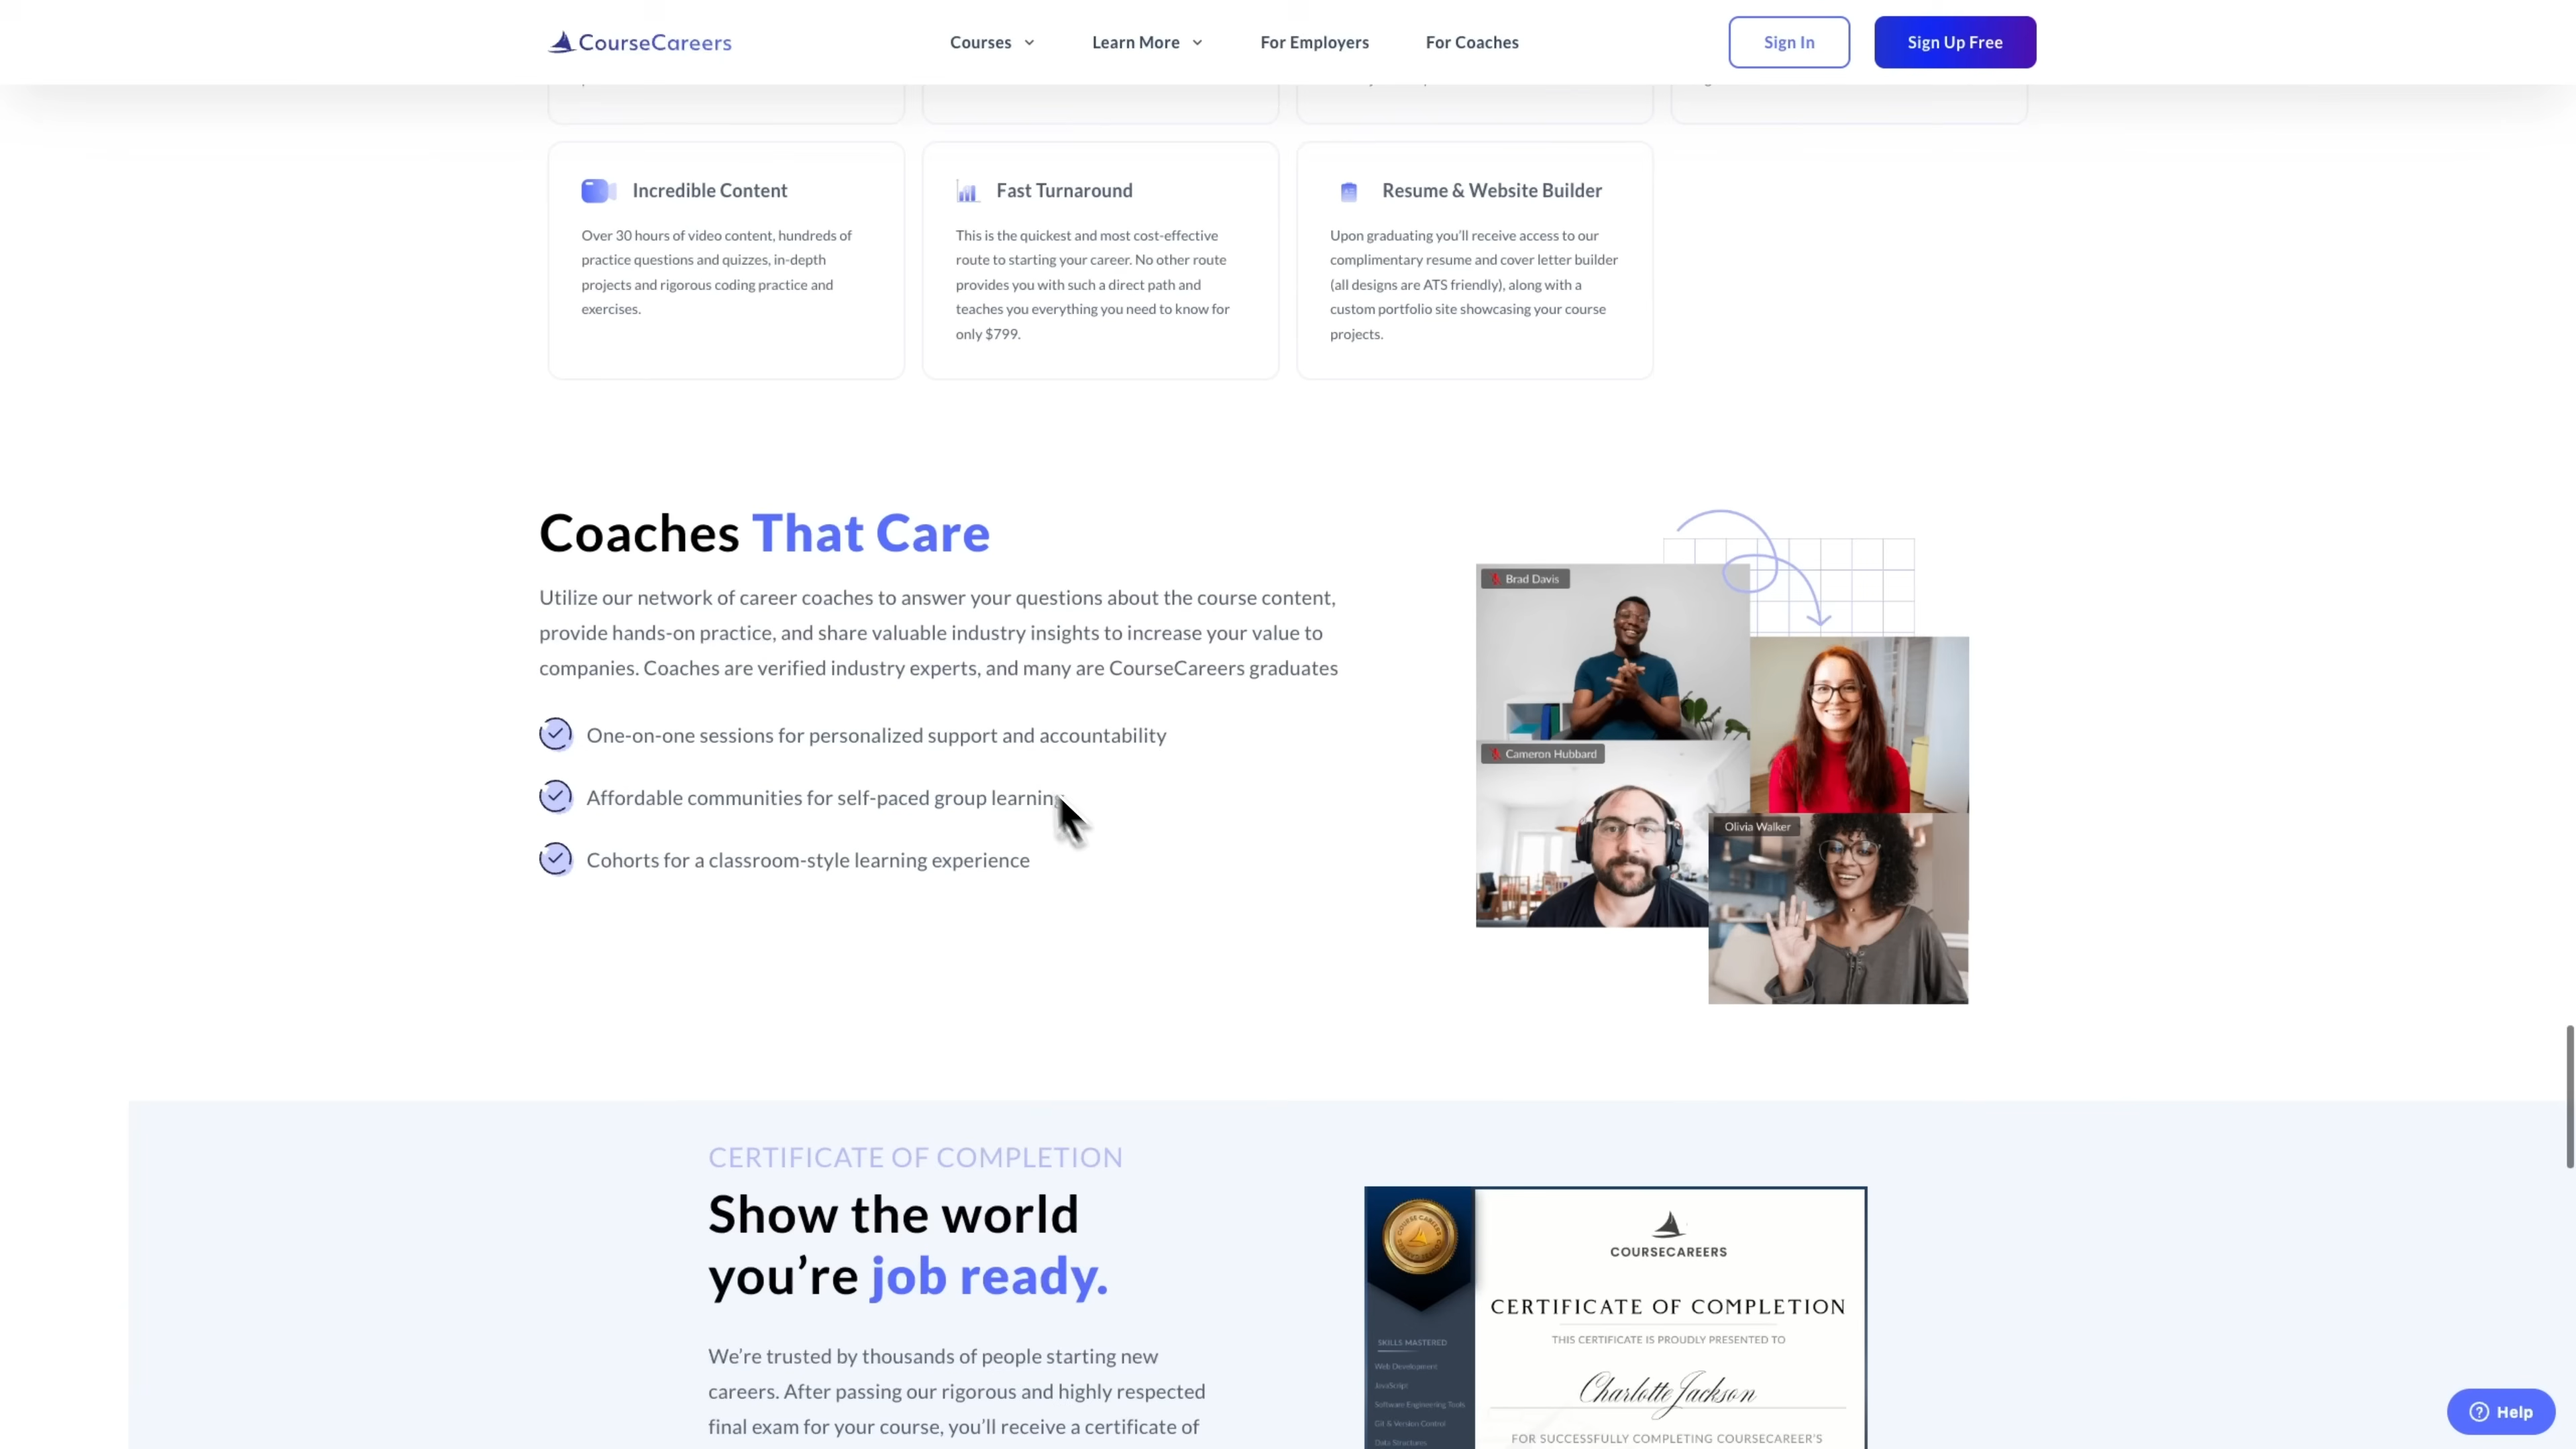 CourseCareers
Courses
Learn More
For Employers
For Coaches
Sign In
Sign Up Free
Incredible Content
Over 30 hours of video content, hundreds of
practice questions and quizzes, in-depth
projects and rigorous coding practice and
exercises.
Fast Turnaround
This is the quickest and most cost-effective
route to starting your career. No other route
provides you with such a direct path and
teaches you everything you need to know for
only $799.
Resume & Website Builder
Upon graduating you'll receive access to our
complimentary resume and cover letter builder
(all designs are ATS friendly), along with a
custom portfolio site showcasing your course
projects.
Coaches That Care
Utilize our network of career coaches to answer your questions about the course content,
provide hands-on practice, and share valuable industry insights to increase your value to
companies. Coaches are verified industry experts, and many are CourseCareers graduates
One-on-one sessions for personalized support and accountability
Affordable communities for self-paced group learning
Cohorts for a classroom-style learning experience
Brad Davis
Cameron Hubbard
Olivia Walker
CERTIFICATE OF COMPLETION
Show the world
you're job ready.
We're trusted by thousands of people starting new
careers. After passing our rigorous and highly respected
final exam for your course, you'll receive a certificate of
COURSECAREERS
CERTIFICATE OF COMPLETION
THIS CERTIFICATE IS PROUDLY PRESENTED TO
Charlotte Jackson
FOR SUCCESSFULLY COMPLETING COURSECAREER'S
SKILLS MASTERED
Web Development
JavaScript
Software Engineering Tools
Git & Version Control
Data Structures
Help